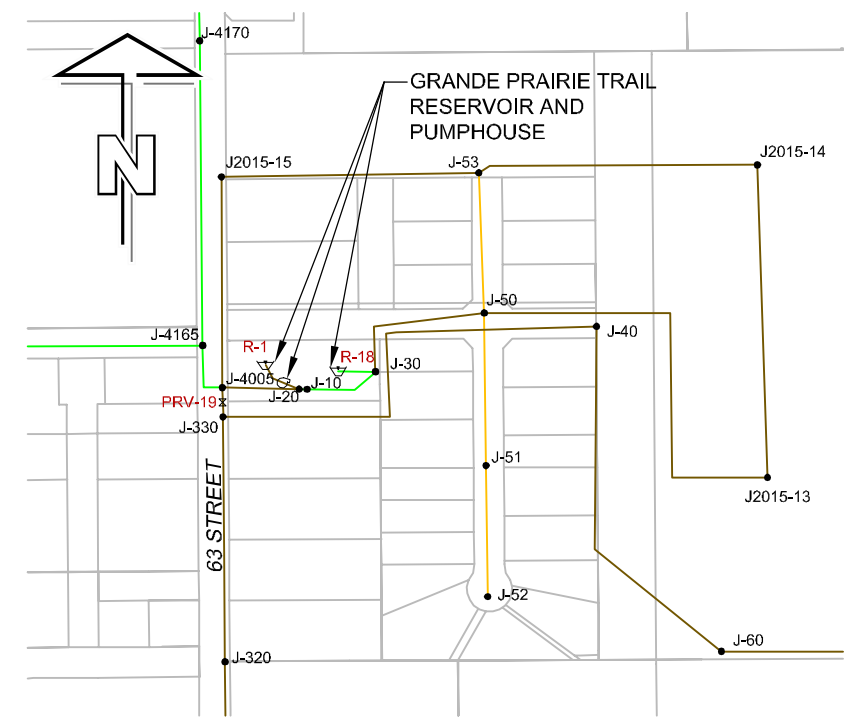 J-4170
GRANDE PRAIRIE TRAIL
RESERVOIR AND
PUMPHOUSE
N
J2015-15
J-53
J2015-14
J-50
J-40
J-4165
R-1
R-18
J-30
J-4005
J-10
J-20
PRV-19
J-330
J-51
63 STREET
J2015-13
J-52
J-60
J-320